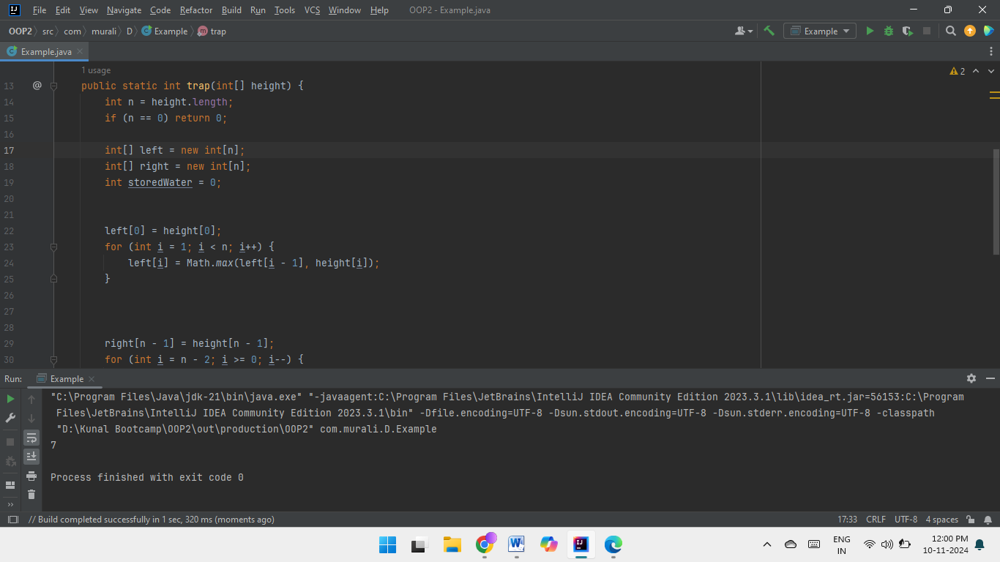 File Edit View Navigate Code Refactor Build Run Tools VCS Window Help OOP2 - Example.java
OOP2 src com murali D Example trap Example
Example.java
1 usage 2
13 @ public static int trap(int[] height) {
14 int n = height.length;
15 if (n == 0) return 0;
16
17 int[] left = new int[n];
18 int[] right = new int[n];
19 int storedWater = 0;
20
21
22 left[0] = height[0];
23 for (int i = 1; i < n; i++) {
24 left[i] = Math.max(left[i - 1], height[i]);
25 }
26
27
28
29 right[n - 1] = height[n - 1];
30 for (int i = n - 2; i >= 0; i--) {
Run: Example
"C:\Program Files\Java\jdk-21\bin\java.exe" "-javaagent:C:\Program Files\JetBrains\IntelliJ IDEA Community Edition 2023.3.1\lib\idea_rt.jar=56153:C:\Program
Files\JetBrains\IntelliJ IDEA Community Edition 2023.3.1\bin" -Dfile.encoding=UTF-8 -Dsun.stdout.encoding=UTF-8 -Dsun.stderr.encoding=UTF-8 -classpath
"D:\Kunal Bootcamp\OOP2\out\production\OOP2" com.murali.D.Example
7
Process finished with exit code 0
// Build completed successfully in 1 sec, 320 ms (moments ago) 17:33 CRLF UTF-8 4 spaces
ENG 12:00 PM
IN 10-11-2024